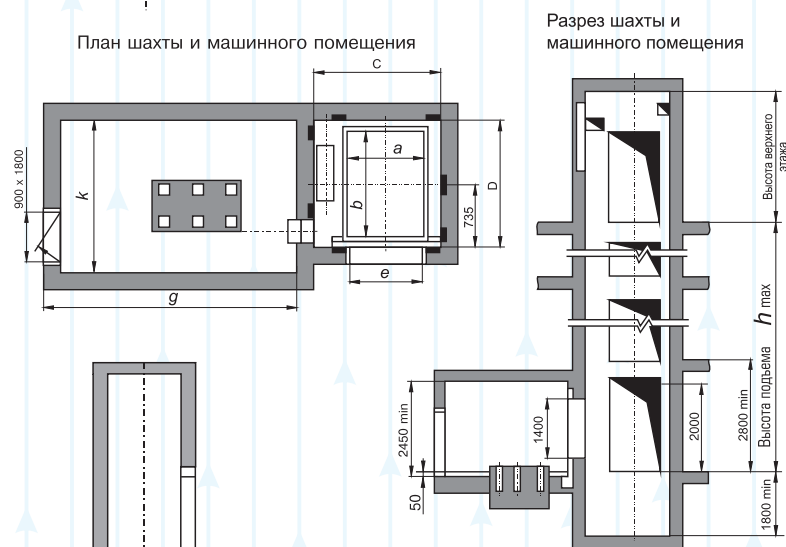 План шахты и машинного помещения
C
900 x 1800
k
a
b
D
735
e
g
Разрез шахты и
машинного помещения
Высота верхнего
этажа
h max
Высота подъема
2450 min
1400
2000
2800 min
50
1800 min